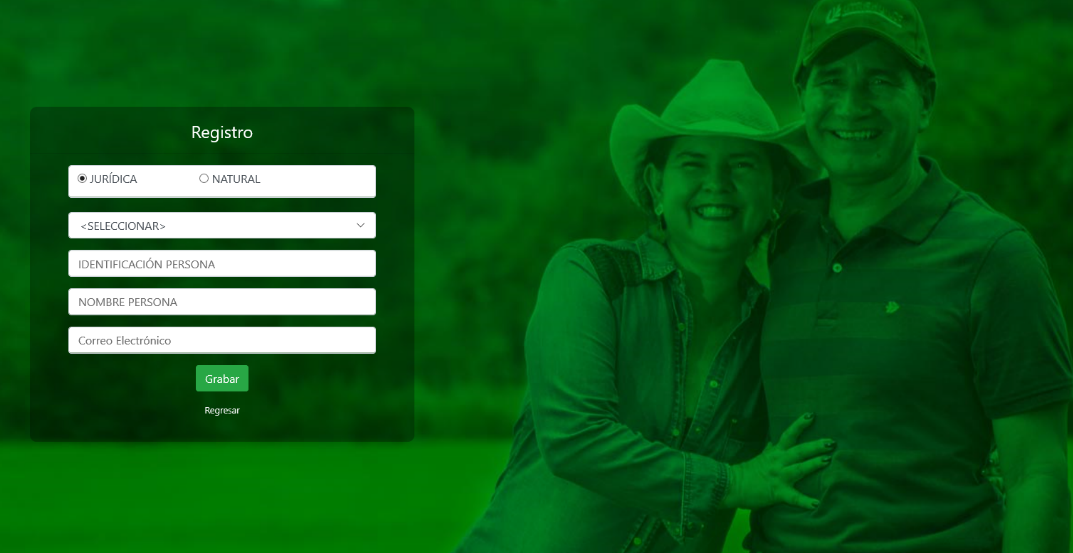 Registro
JURÍDICA NATURAL
<SELECCIONAR>
IDENTIFICACIÓN PERSONA
NOMBRE PERSONA
Correo Electrónico
Grabar
Regresar